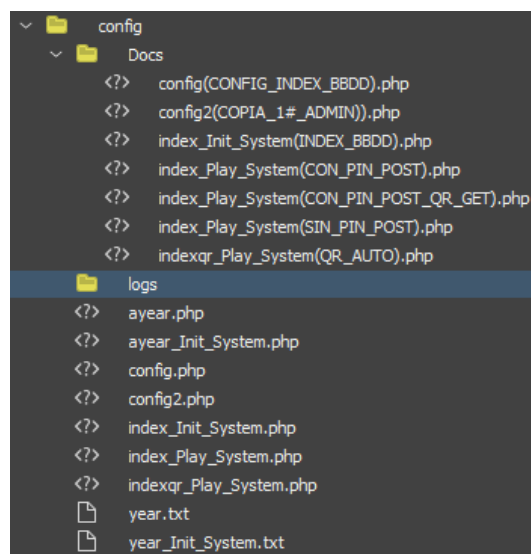 config
Docs
config(CONFIG_INDEX_BBDD).php
config2(COPIA_1#_ADMIN)).php
index_Init_System(INDEX_BBDD).php
index_Play_System(CON_PIN_POST).php
index_Play_System(CON_PIN_POST_QR_GET).php
index_Play_System(SIN_PIN_POST).php
indexqr_Play_System(QR_AUTO).php
logs
ayear.php
ayear_Init_System.php
config.php
config2.php
index_Init_System.php
index_Play_System.php
indexqr_Play_System.php
year.txt
year_Init_System.txt